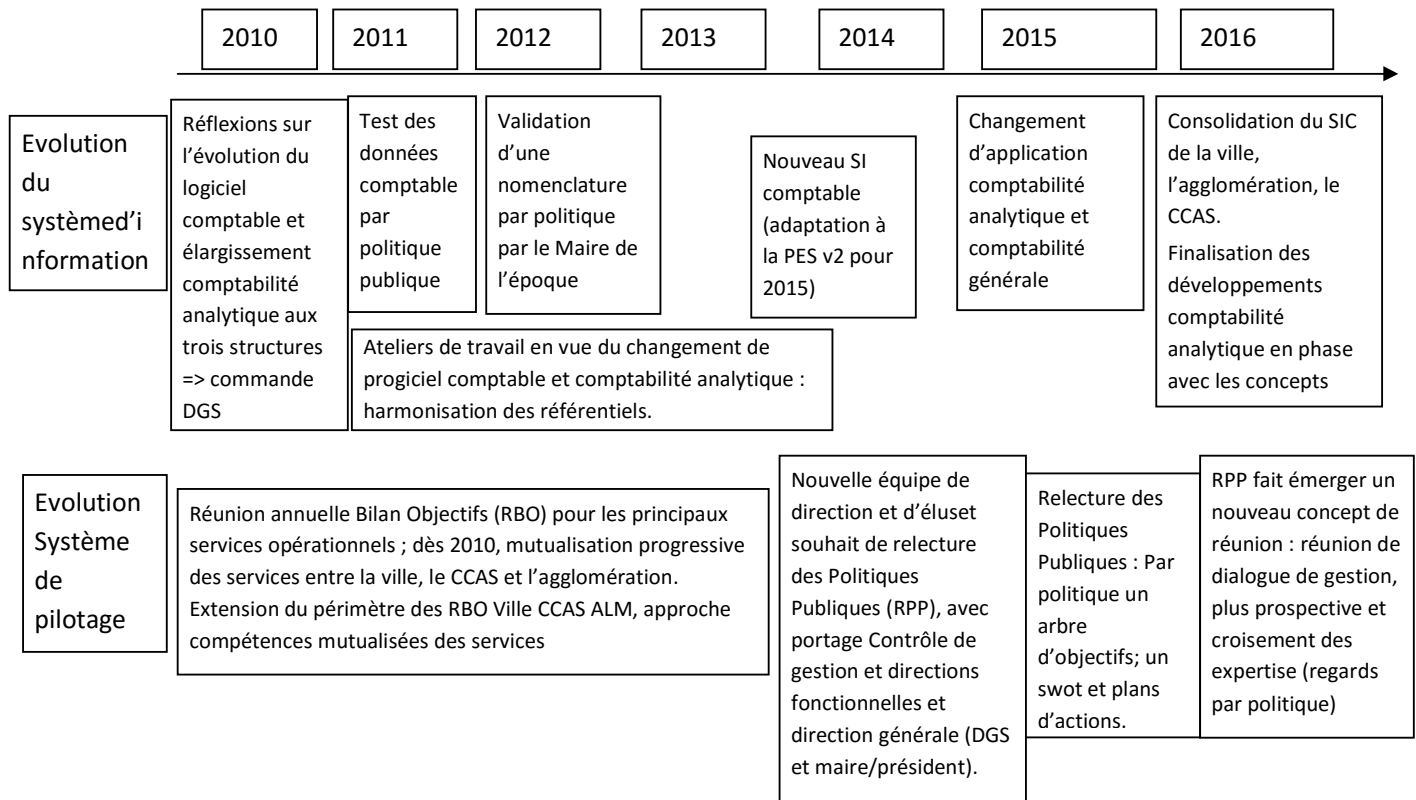 2010
2011
2012
2013
2014
2015
2016
Evolution
du
systèmed'i
nformation
Réflexions sur
l’évolution du
logiciel
comptable et
élargissement
comptabilité
analytique aux
trois structures
=> commande
DGS
Test des
données
comptable
par
politique
publique
Validation
d’une
nomenclature
par politique
par le Maire de
l’époque
Nouveau SI
comptable
(adaptation à
la PES v2 pour
2015)
Changement
d’application
comptabilité
analytique et
comptabilité
générale
Consolidation du SIC
de la ville,
l’agglomération, le
CCAS.
Finalisation des
développements
comptabilité
analytique en phase
avec les concepts
Ateliers de travail en vue du changement de
progiciel comptable et comptabilité analytique :
harmonisation des référentiels.
Evolution
Système
de
pilotage
Réunion annuelle Bilan Objectifs (RBO) pour les principaux
services opérationnels ; dès 2010, mutualisation progressive
des services entre la ville, le CCAS et l’agglomération.
Extension du périmètre des RBO Ville CCAS ALM, approche
compétences mutualisées des services
Nouvelle équipe de
direction et d’éluset
souhait de relecture
des Politiques
Publiques (RPP), avec
portage Contrôle de
gestion et directions
fonctionnelles et
direction générale (DGS
et maire/président).
Relecture des
Politiques
Publiques : Par
politique un
arbre
d’objectifs; un
swot et plans
d’actions.
RPP fait émerger un
nouveau concept de
réunion : réunion de
dialogue de gestion,
plus prospective et
croisement des
expertise (regards
par politique)